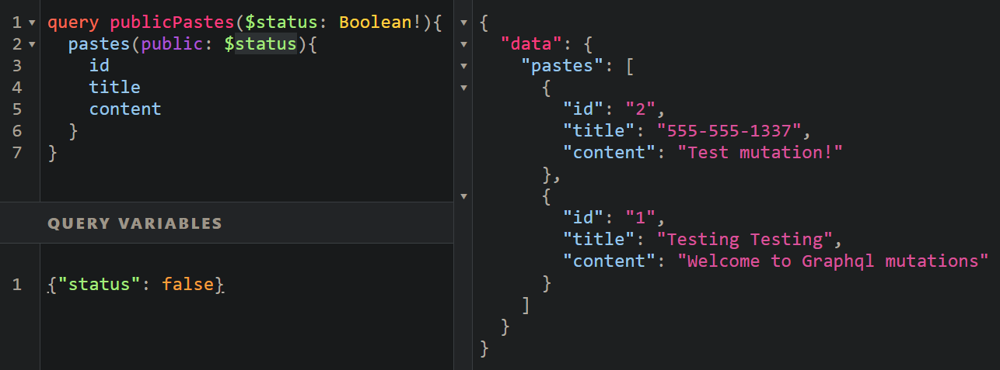 1 query publicPastes($status: Boolean!){
2 pastes(public: $status){
3 id
4 title
5 content
6 }
7 }
QUERY VARIABLES
1 {"status": false}
{
"data": {
"pastes": [
{
"id": "2",
"title": "555-555-1337",
"content": "Test mutation!"
},
{
"id": "1",
"title": "Testing Testing",
"content": "Welcome to Graphql mutations"
}
]
}
}